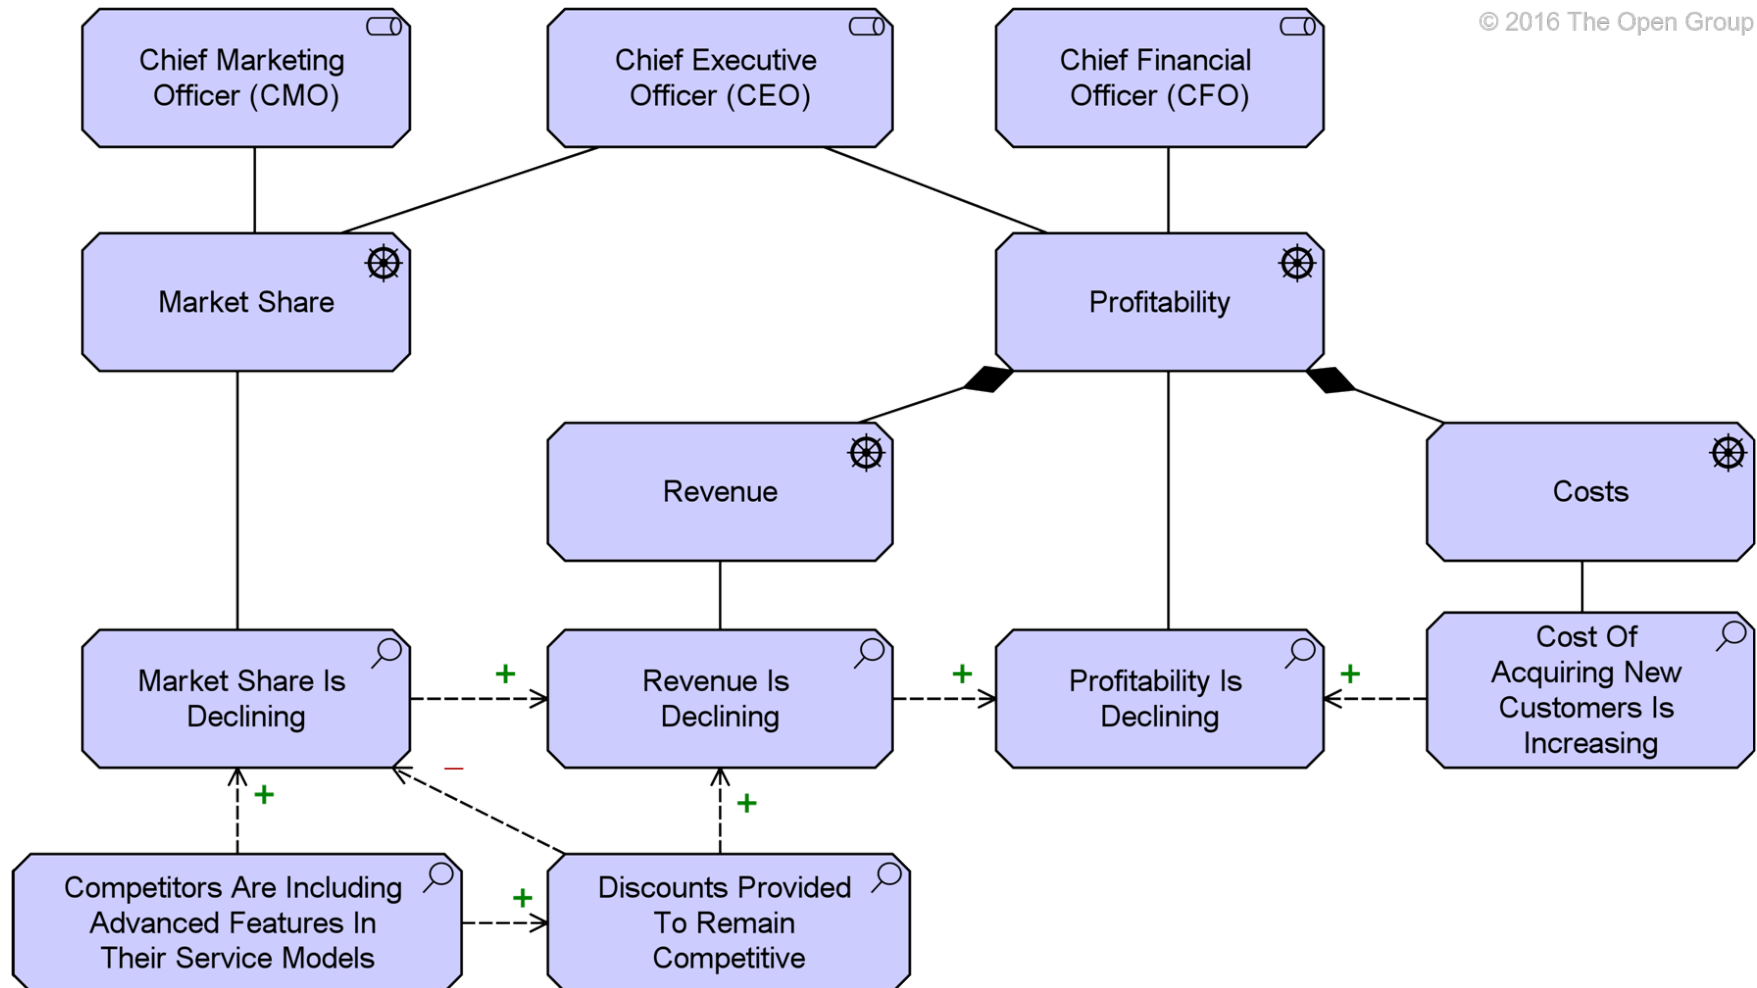 © 2016 The Open Group
Chief Marketing
Officer (CMO)
Chief Executive
Officer (CEO)
Chief Financial
Officer (CFO)
Market Share
Profitability
Revenue
Costs
Market Share Is
Declining
+
Revenue Is
Declining
+
Profitability Is
Declining
+
Cost Of
Acquiring New
Customers Is
Increasing
+
–
+
Competitors Are Including
Advanced Features In
Their Service Models
+
Discounts Provided
To Remain
Competitive